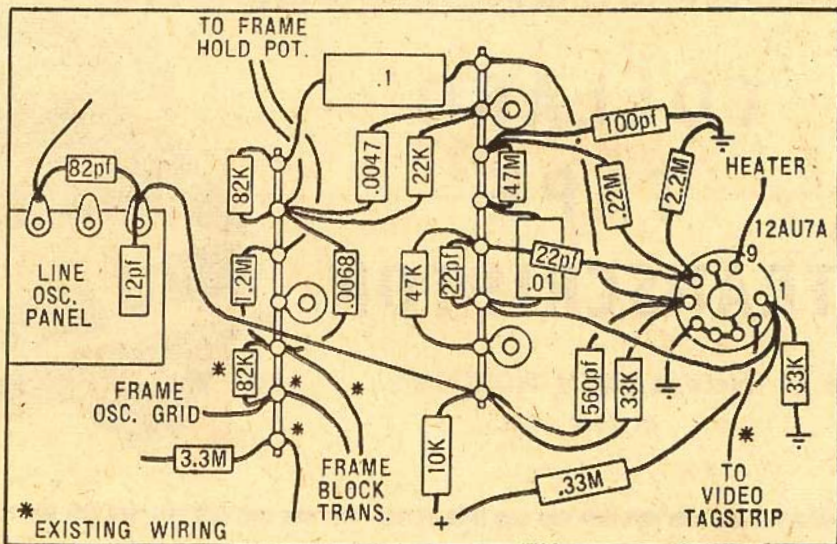 TO FRAME
HOLD POT.
.1
100pf
82pf
82K
.0047
22K
.47M
.22M
2.2M
HEATER
12AU7A
9
1
LINE
OSC.
PANEL
12pf
1.2M
.0068
47K
22pf
22pf
.01
*
82K
*
*
FRAME
OSC. GRID
560pf
33K
33K
*
3.3M
*
FRAME
BLOCK
TRANS.
10K
+
.33M
*
TO
VIDEO
TAGSTRIP
*EXISTING WIRING